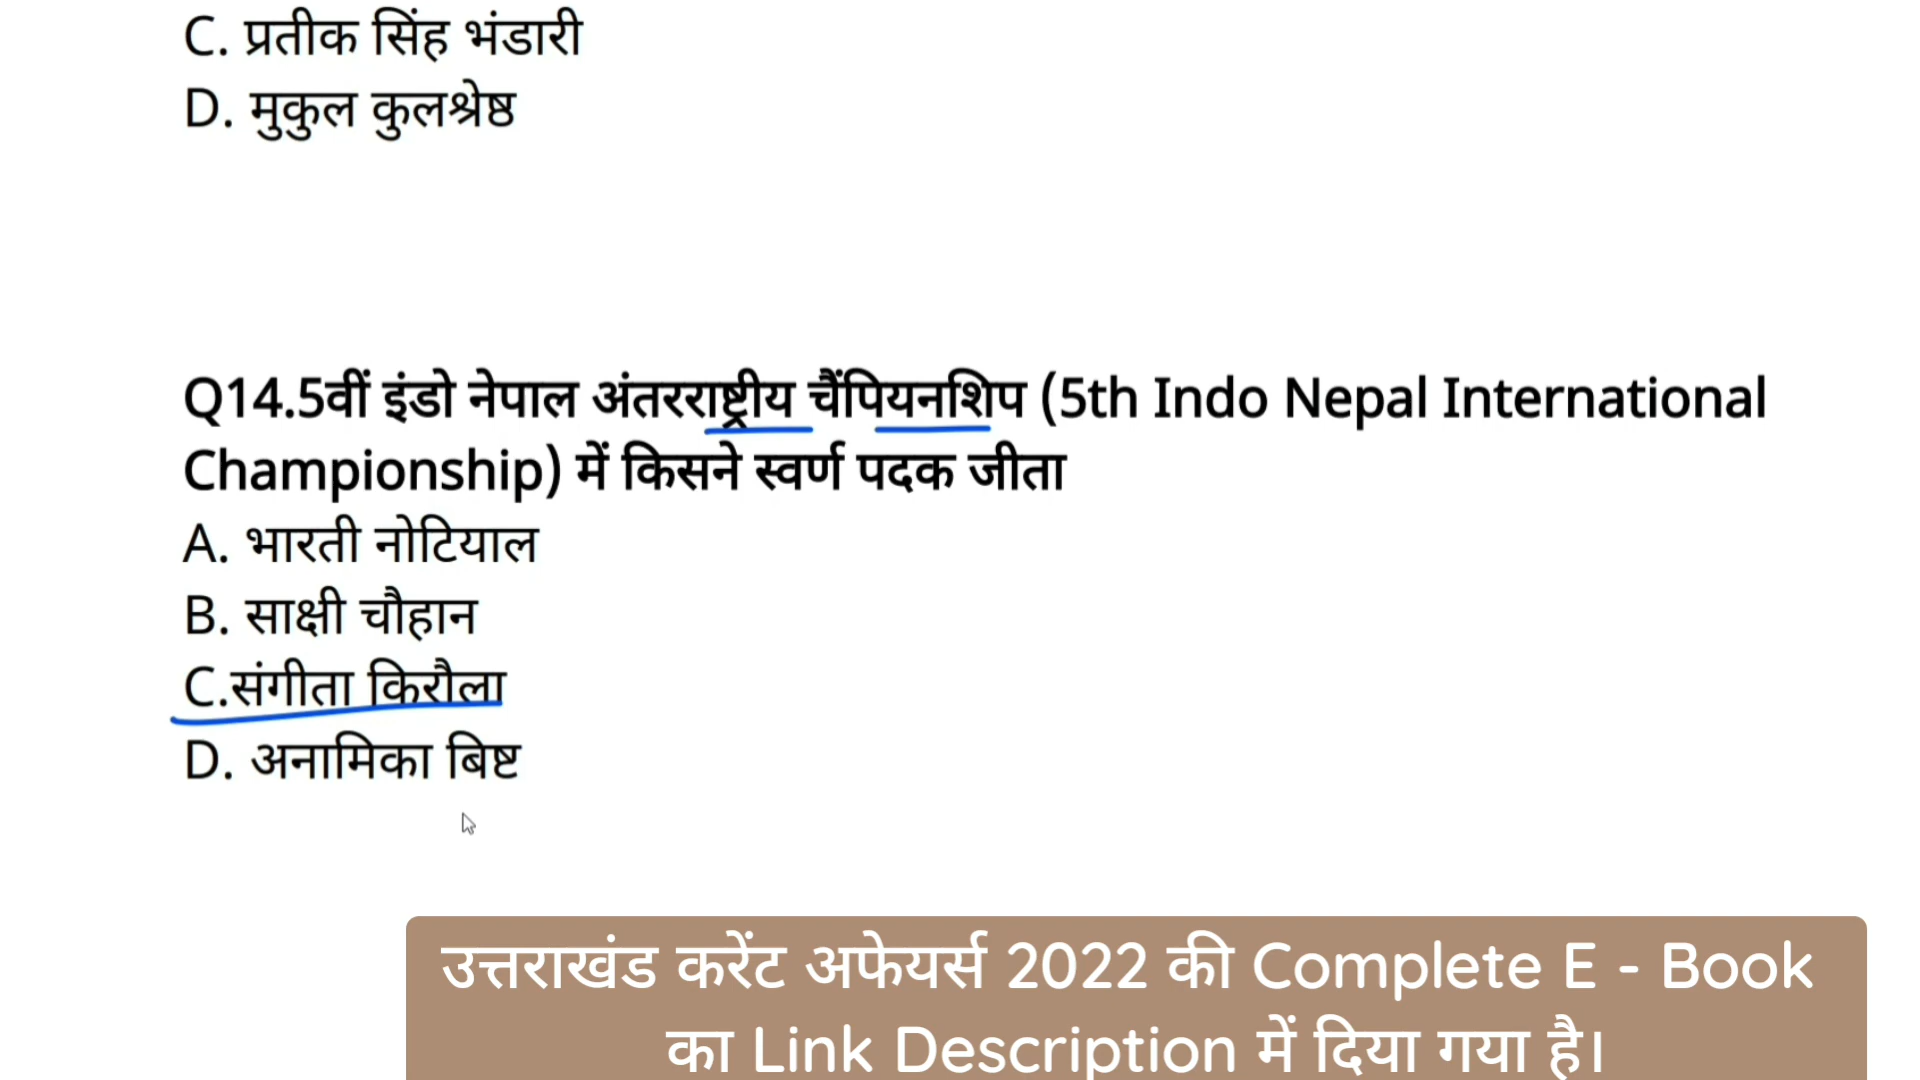 C. प्रतीक सिंह भंडारी
D. मुकुल कुलश्रेष्ठ
Q14.5वीं इंडो नेपाल अंतरराष्ट्रीय चैंपियनशिप (5th Indo Nepal International
Championship) में किसने स्वर्ण पदक जीता
A. भारती नोटियाल
B. साक्षी चौहान
C.संगीता किरौला
D. अनामिका बिष्ट
उत्तराखंड करेंट अफेयर्स 2022 की Complete E - Book
का Link Description में दिया गया है।